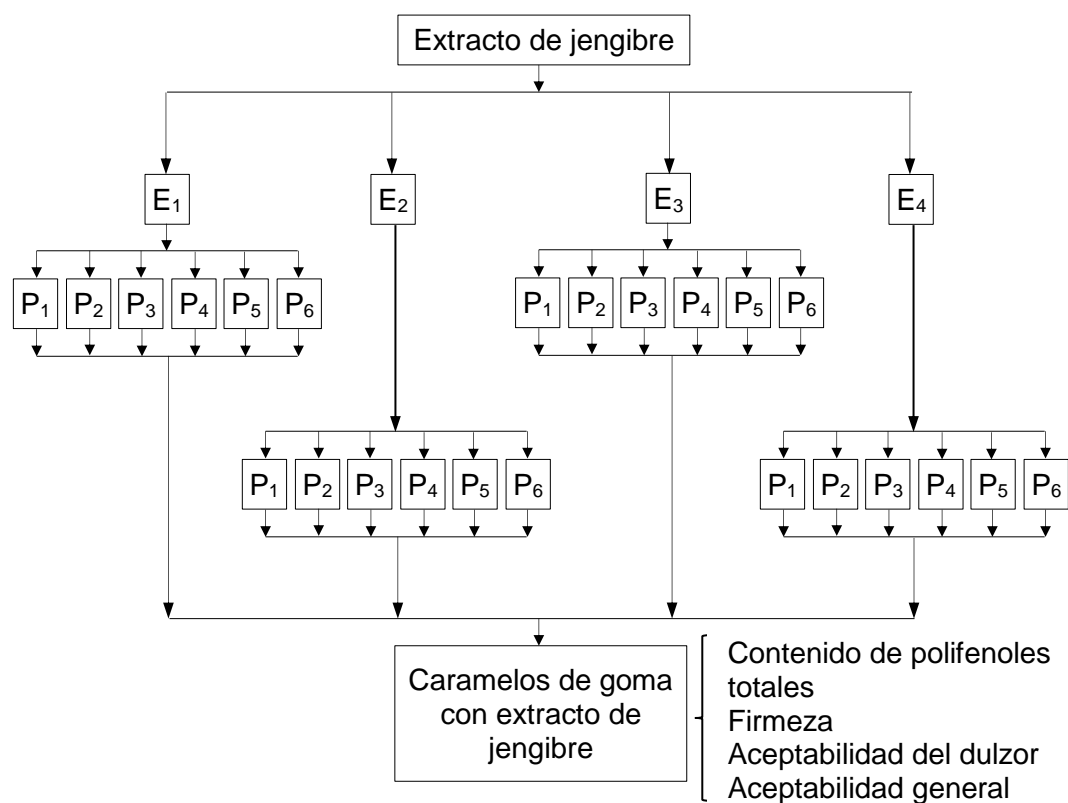 Extracto de jengibre
E₁ E₂ E₃ E₄
P₁ P₂ P₃ P₄ P₅ P₆ P₁ P₂ P₃ P₄ P₅ P₆
P₁ P₂ P₃ P₄ P₅ P₆ P₁ P₂ P₃ P₄ P₅ P₆
Caramelos de goma
con extracto de
jengibre
Contenido de polifenoles
totales
Firmeza
Aceptabilidad del dulzor
Aceptabilidad general